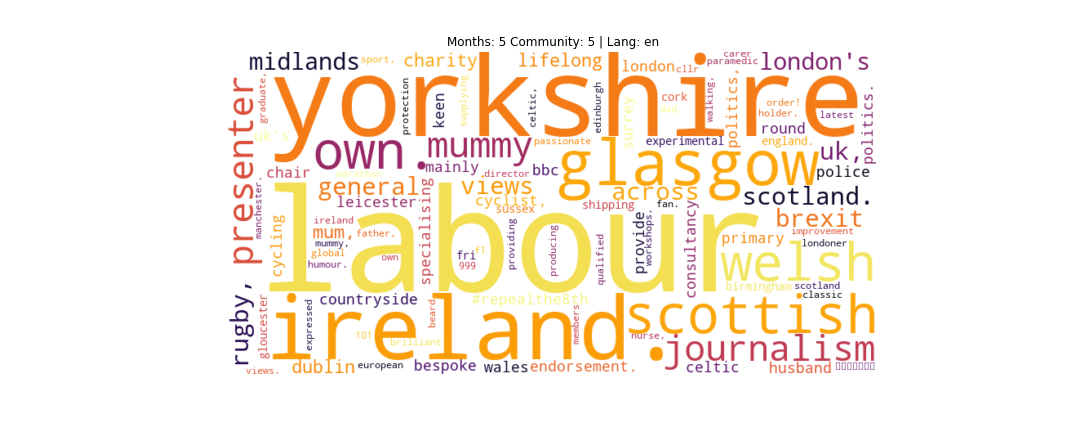 Months: 5 Community: 5 | Lang: en
midlands sport. charity lifelong london cllr carer paramedic london's
yorkshire
graduate. presenter uk's protection keen supplying celtic, edinburgh surrey cork walking, politics, order! holder. latest politics.
own. mummy passionate experimental round england. uk,
chair mainly director bbc glasgow police
manchester. general views across scotland.
leicester cyclist, sussex shipping fan. brexit
cycling ireland mum, father. specialising labour provide workshops. consultancy primary improvement londoner
mummy, global own humour. fri f1 999 providing producing qualified welsh
birmingham scotland classic
rugby, gloucester expressed countryside #repealthe8th
ireland. beard members scottish
101 brilliant nurse, journalism
views. dublin european bespoke wales endorsement. celtic husband